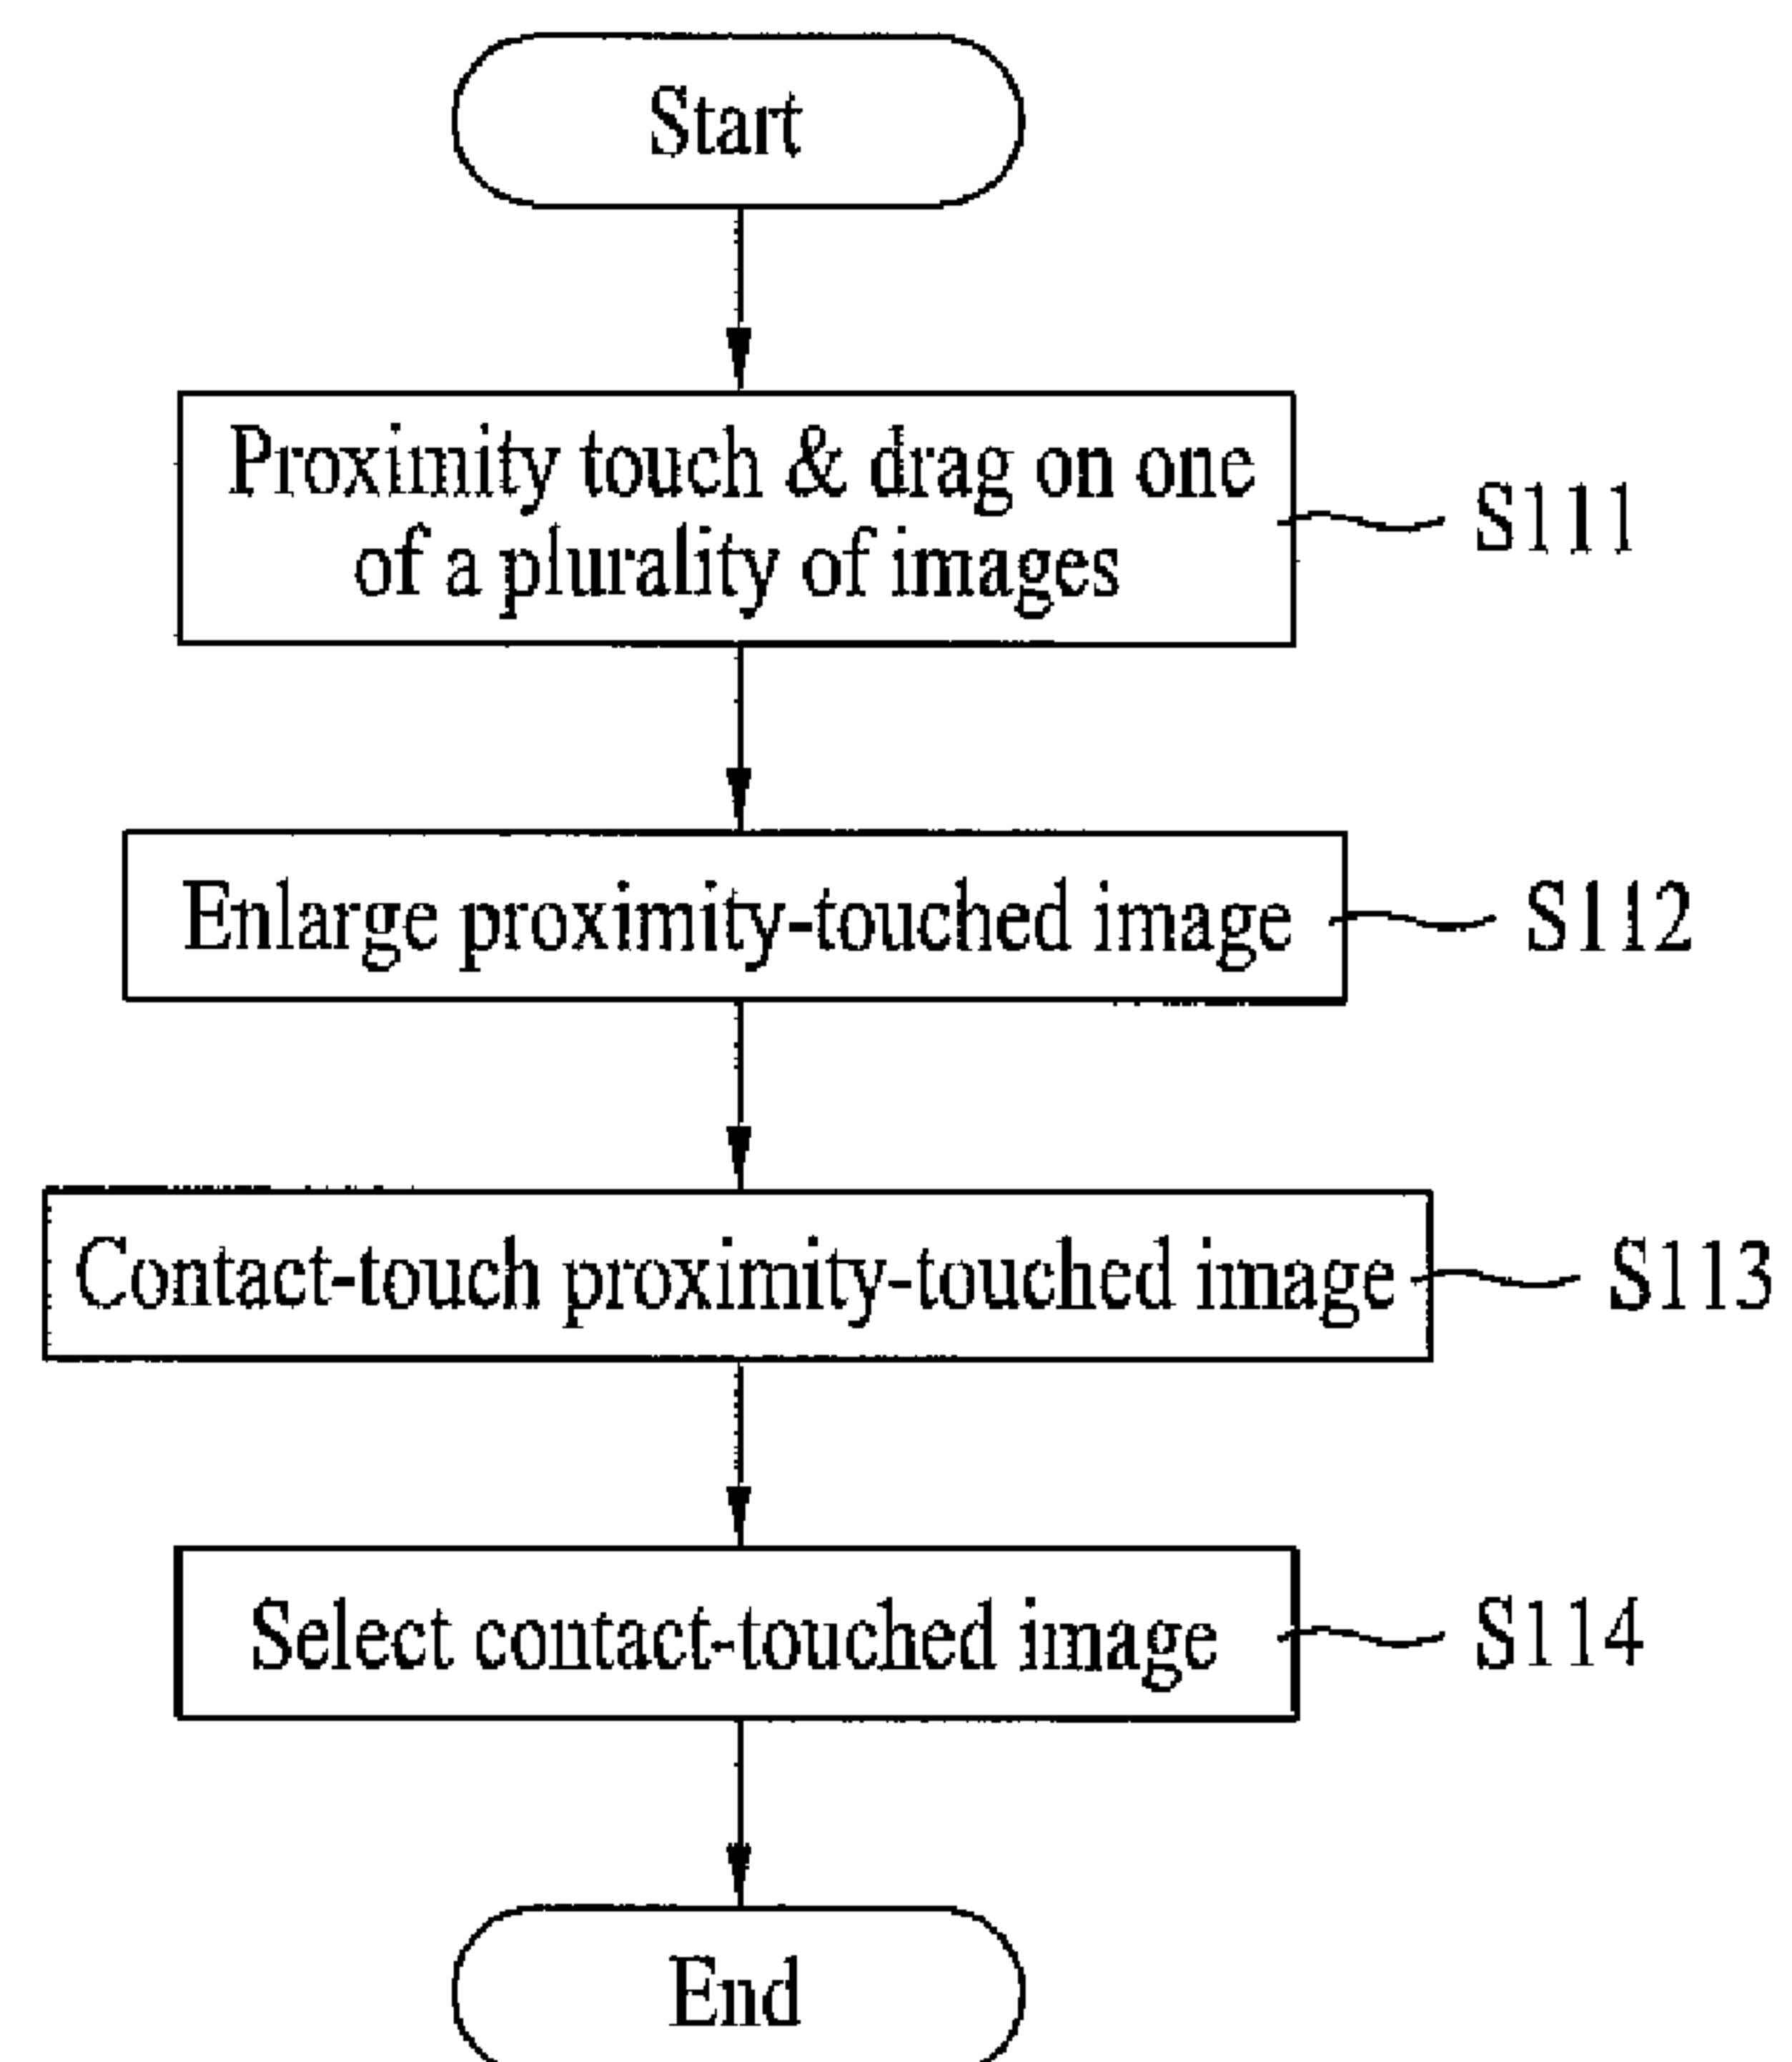 Start
Proximity touch & drag on one
of a plurality of images
S111
Enlarge proximity-touched image
S112
Contact-touch proximity-touched image
S113
Select contact-touched image
S114
End